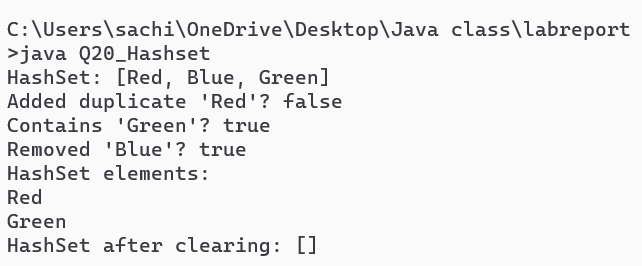 C:\Users\sachi\OneDrive\Desktop\Java class\labreport
>java Q20_Hashset
HashSet: [Red, Blue, Green]
Added duplicate 'Red'? false
Contains 'Green'? true
Removed 'Blue'? true
HashSet elements:
Red
Green
HashSet after clearing: []